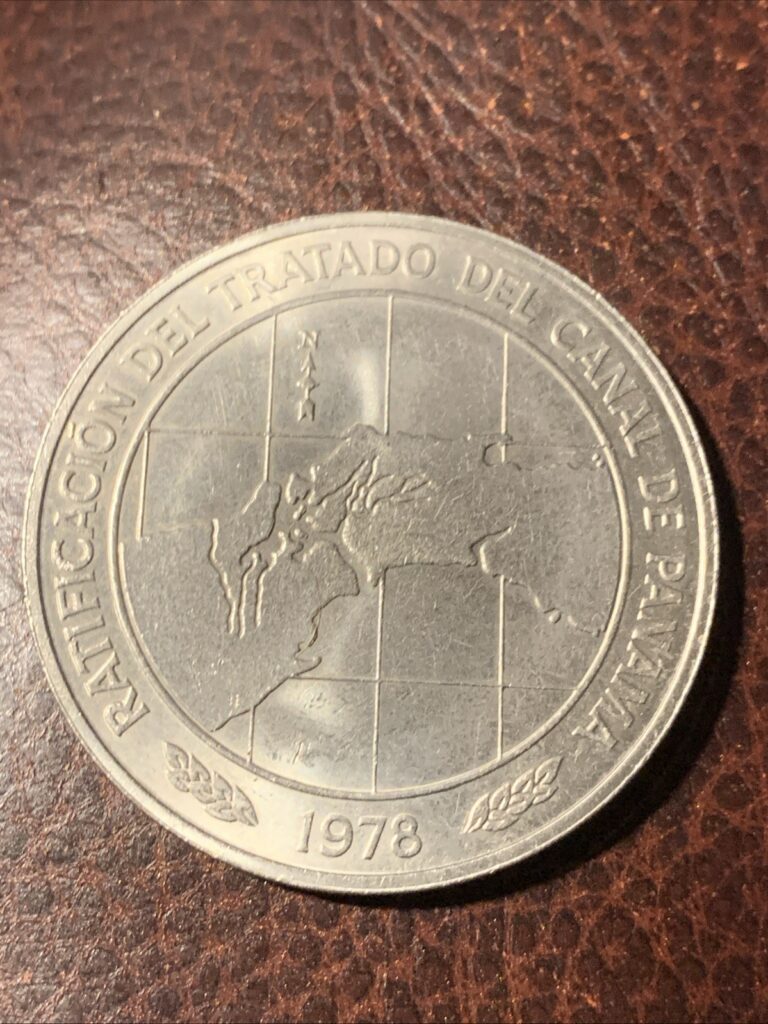 RATIFICACIÓN DEL TRATADO DEL CANAL DE PANAMA
1978